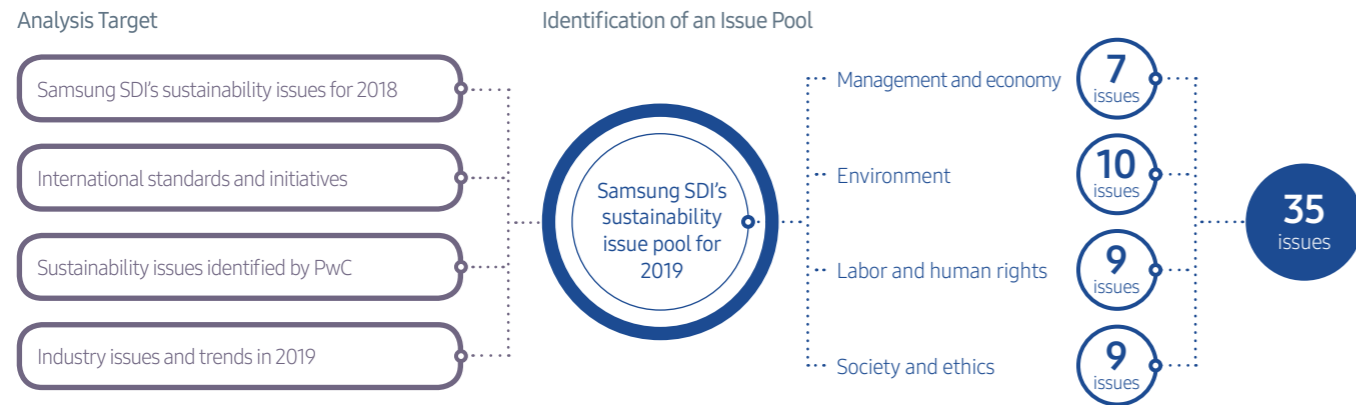 Analysis Target
Identification of an Issue Pool
Samsung SDI's sustainability issues for 2018
International standards and initiatives
Sustainability issues identified by PwC
Industry issues and trends in 2019
Samsung SDI's
sustainability
issue pool for
2019
Management and economy
7
issues
Environment
10
issues
Labor and human rights
9
issues
Society and ethics
9
issues
35
issues